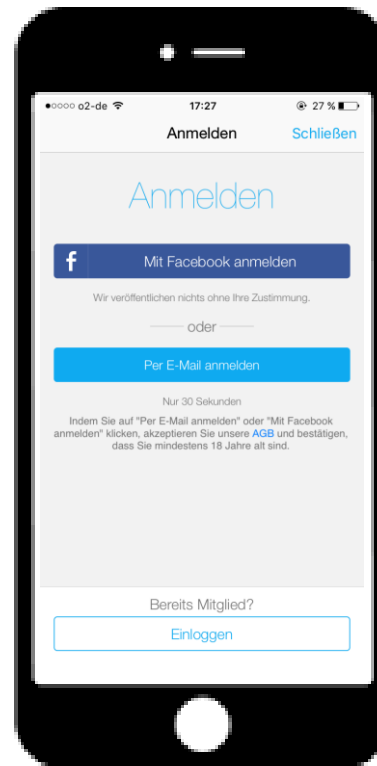 o2-de 17:27 27 %
Anmelden Schließen
Anmelden
f Mit Facebook anmelden
Wir veröffentlichen nichts ohne Ihre Zustimmung.
oder
Per E-Mail anmelden
Nur 30 Sekunden
Indem Sie auf "Per E-Mail anmelden" oder "Mit Facebook
anmelden" klicken, akzeptieren Sie unsere AGB und bestätigen,
dass Sie mindestens 18 Jahre alt sind.
Bereits Mitglied?
Einloggen